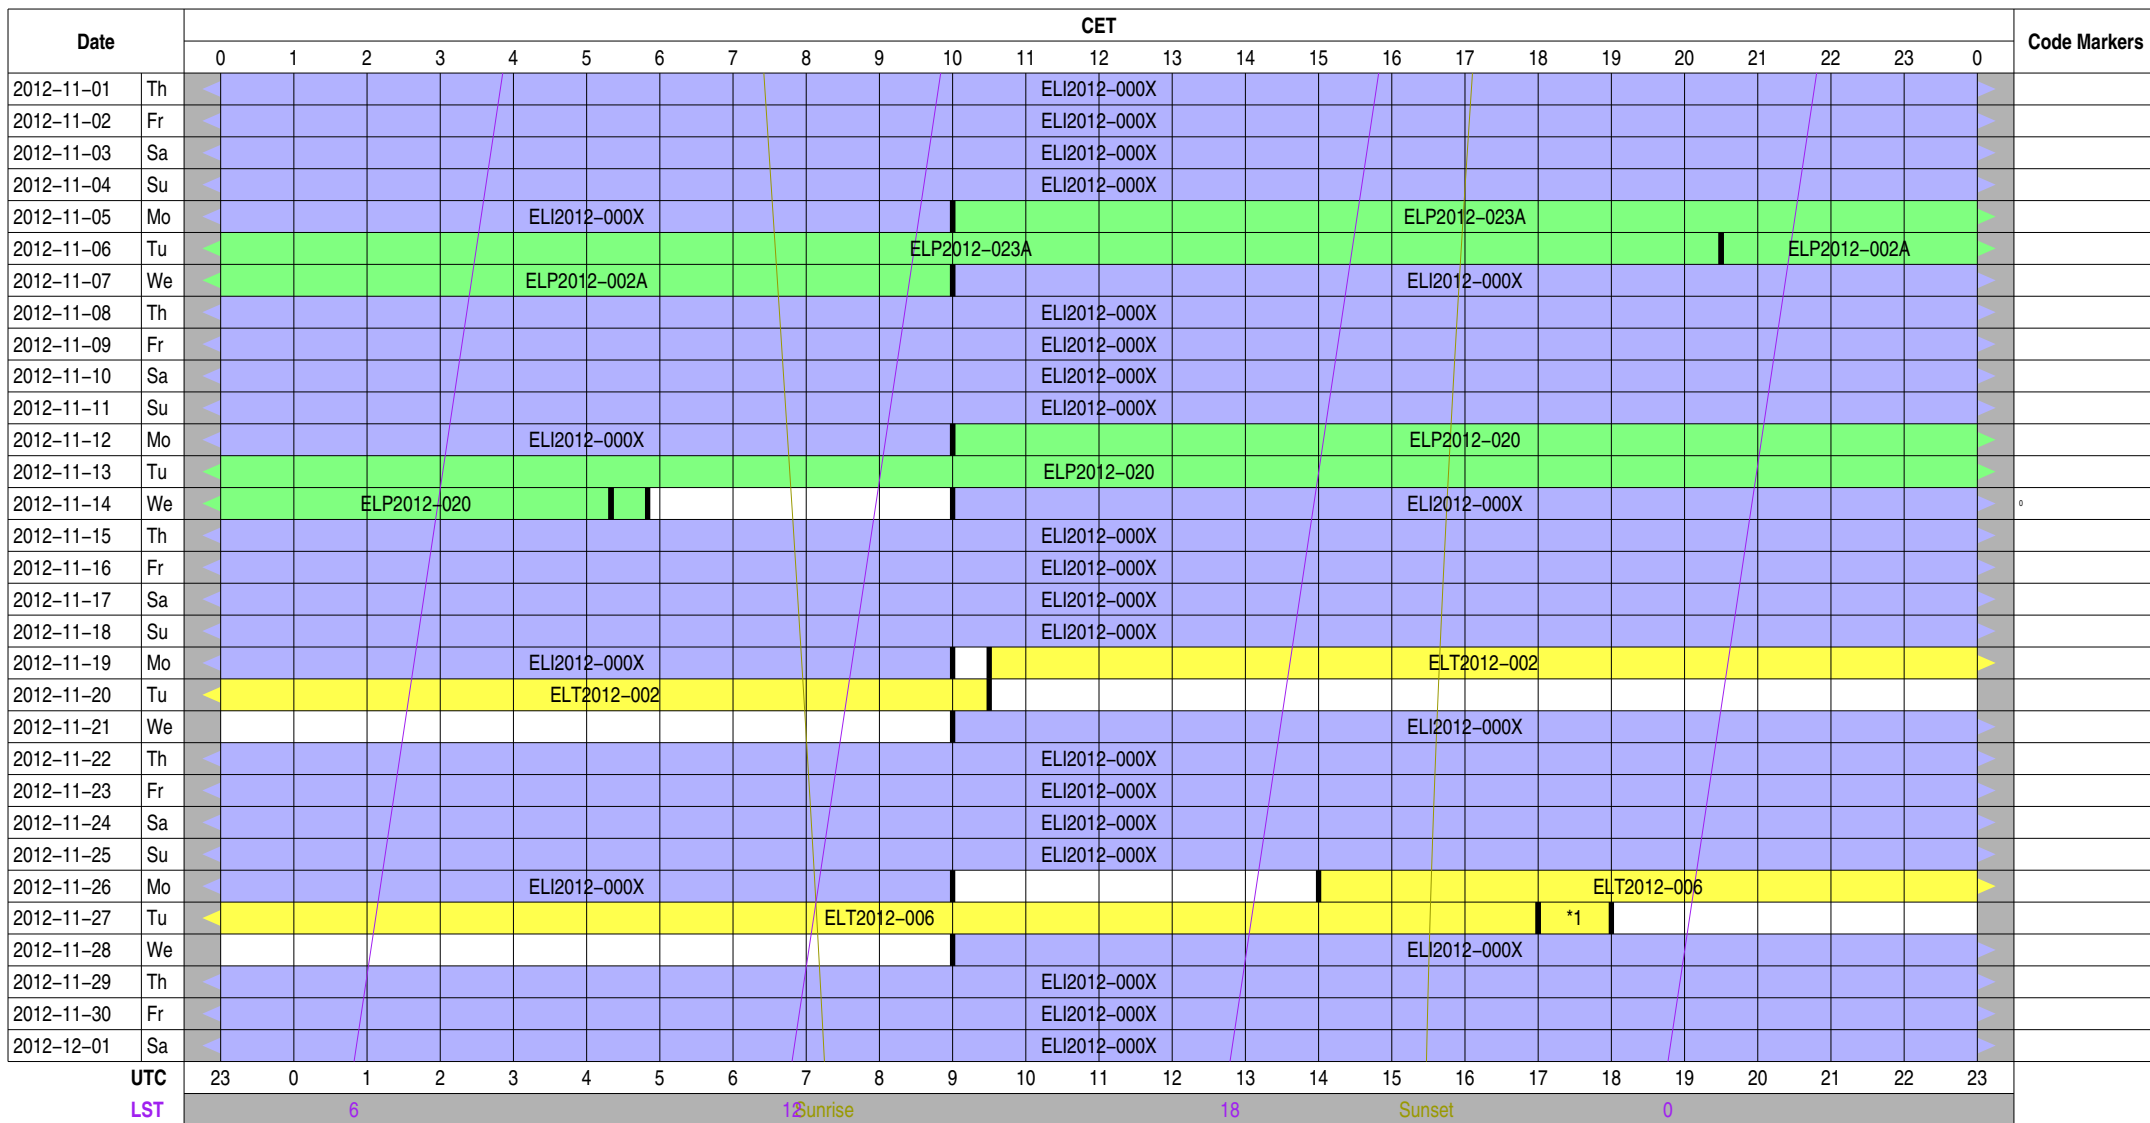 Date CET Code Markers
0 1 2 3 4 5 6 7 8 9 10 11 12 13 14 15 16 17 18 19 20 21 22 23 0
2012−11−01 Th ELI2012−000X
2012−11−02 Fr ELI2012−000X
2012−11−03 Sa ELI2012−000X
2012−11−04 Su ELI2012−000X
2012−11−05 Mo ELI2012−000X ELP2012−023A
2012−11−06 Tu ELP2012−023A ELP2012−002A
2012−11−07 We ELP2012−002A ELI2012−000X
2012−11−08 Th ELI2012−000X
2012−11−09 Fr ELI2012−000X
2012−11−10 Sa ELI2012−000X
2012−11−11 Su ELI2012−000X
2012−11−12 Mo ELI2012−000X ELP2012−020
2012−11−13 Tu ELP2012−020
2012−11−14 We ELP2012−020 ELI2012−000X 0
2012−11−15 Th ELI2012−000X
2012−11−16 Fr ELI2012−000X
2012−11−17 Sa ELI2012−000X
2012−11−18 Su ELI2012−000X
2012−11−19 Mo ELI2012−000X ELT2012−002
2012−11−20 Tu ELT2012−002
2012−11−21 We ELI2012−000X
2012−11−22 Th ELI2012−000X
2012−11−23 Fr ELI2012−000X
2012−11−24 Sa ELI2012−000X
2012−11−25 Su ELI2012−000X
2012−11−26 Mo ELI2012−000X ELT2012−006
2012−11−27 Tu ELT2012−006 *1
2012−11−28 We ELI2012−000X
2012−11−29 Th ELI2012−000X
2012−11−30 Fr ELI2012−000X
2012−12−01 Sa ELI2012−000X
UTC 23 0 1 2 3 4 5 6 7 8 9 10 11 12 13 14 15 16 17 18 19 20 21 22 23
LST 6 12 Sunrise 18 Sunset 0